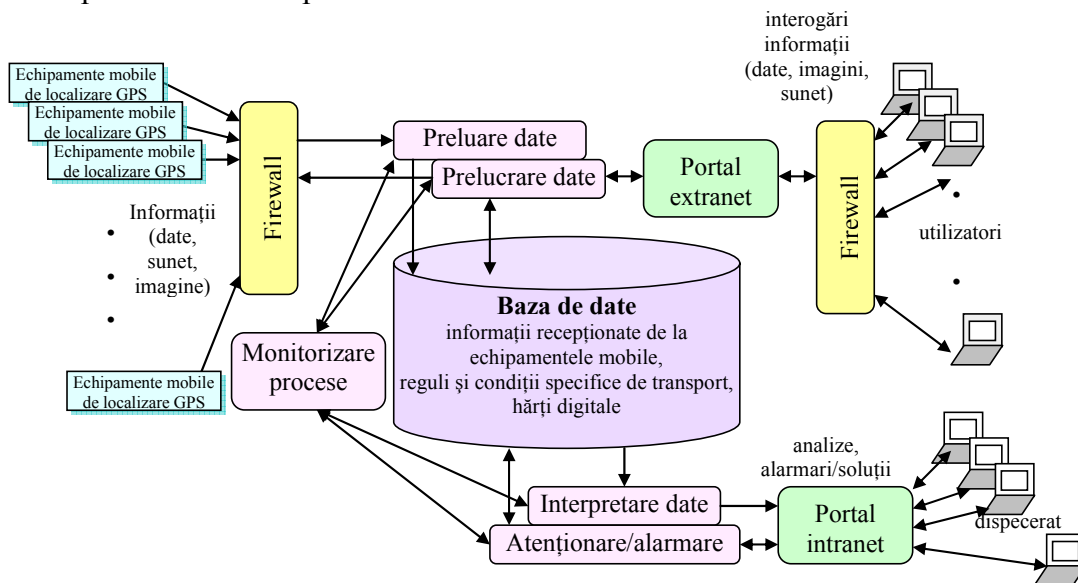 Echipamente mobile
de localizare GPS
Echipamente mobile
de localizare GPS
Echipamente mobile
de localizare GPS
Informații
(date,
sunet,
imagine)
Echipamente mobile
de localizare GPS
Firewall
Preluare date
Prelucrare date
Monitorizare
procese
Baza de date
informații recepționate de la
echipamentele mobile,
reguli și condiții specifice de transport,
hărți digitale
Interpretare date
Atenționare/alarmare
Portal
extranet
Firewall
interogări
informații
(date, imagini,
sunet)
utilizatori
analize,
alarmari/soluții
Portal
intranet
dispecerat